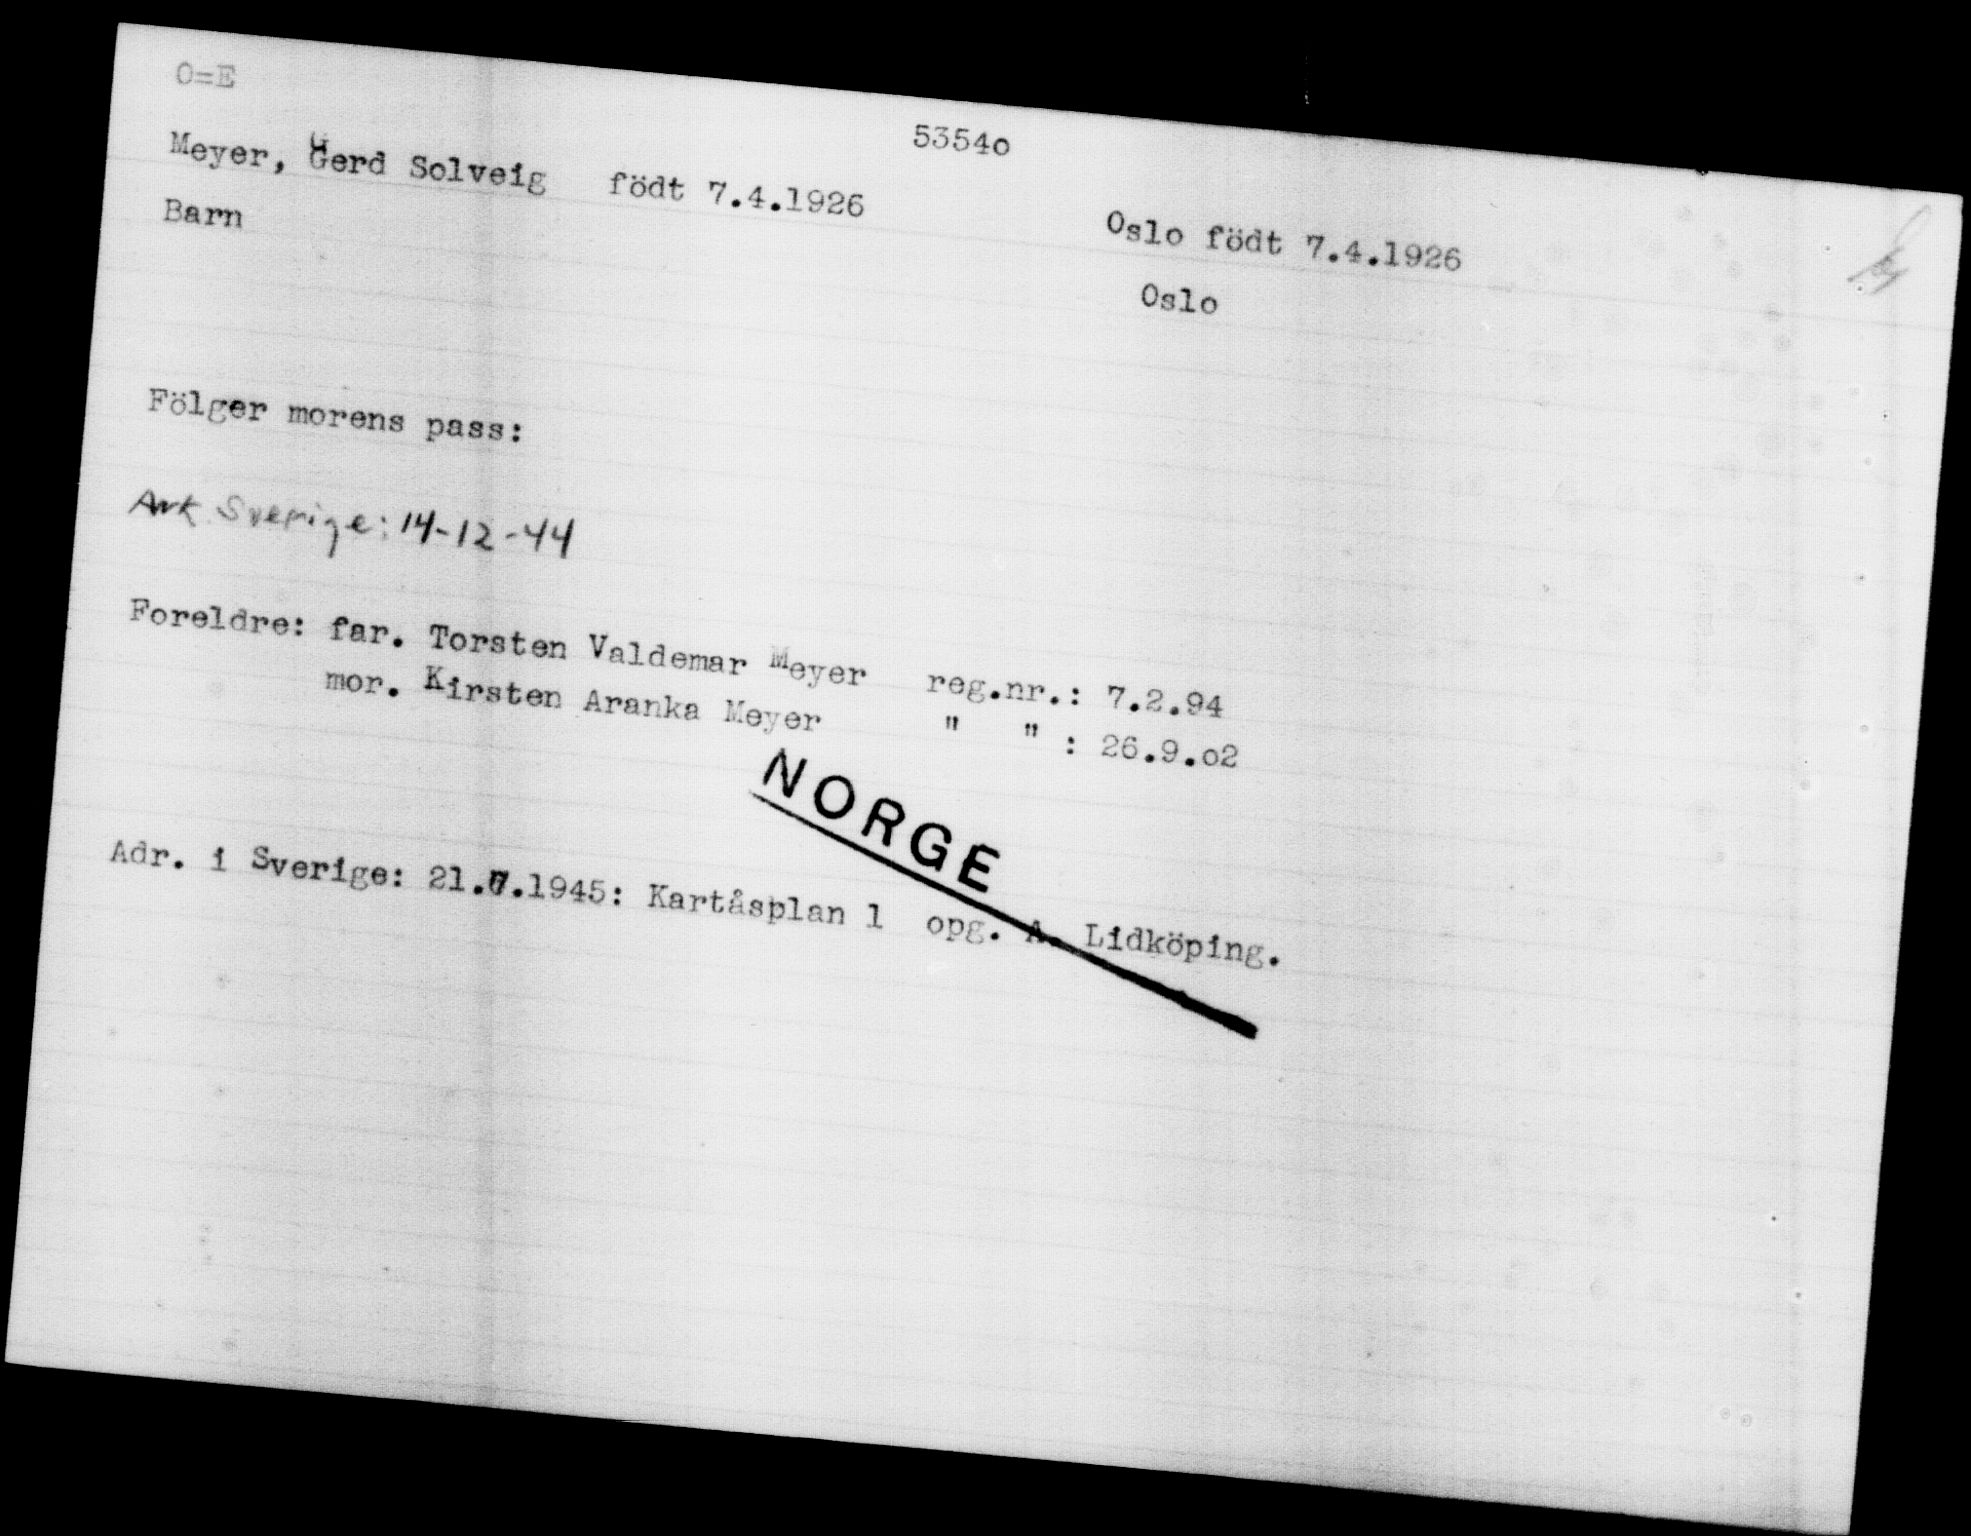 O=E
5354o
Meyer, Gerd Solveig födt 7.4.1926
Oslo födt 7.4.1926
Barn
Oslo
Fölger morens pass:
Ank Sverige: 14-12-44
Foreldre: far. Torsten Valdemar Meyer reg.nr.: 7.2.94
mor. Kirsten Aranka Meyer " " : 26.9.o2
NORGE
Adr. i Sverige: 21.7.1945: Kartåsplan 1 opg. A. Lidköping.